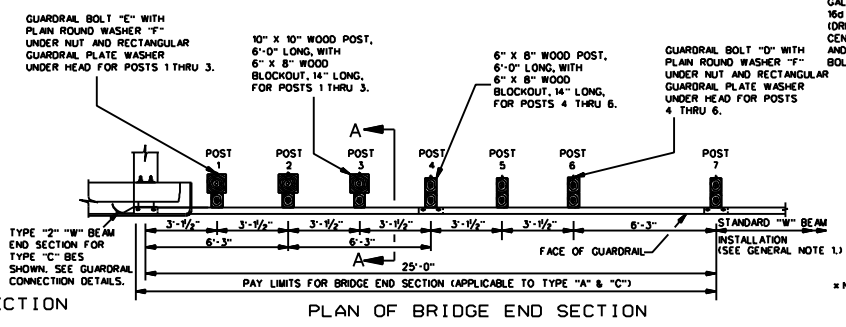 GUARDRAIL BOLT "E" WITH
PLAIN ROUND WASHER "F"
UNDER NUT AND RECTANGULAR
GUARDRAIL PLATE WASHER
UNDER HEAD FOR POSTS 1 THRU 3.
10" X 10" WOOD POST,
6'-0" LONG, WITH
6" X 8" WOOD
BLOCKOUT, 14" LONG,
FOR POSTS 1 THRU 3.
6" X 8" WOOD POST,
6'-0" LONG, WITH
6" X 8" WOOD
BLOCKOUT, 14" LONG,
FOR POSTS 4 THRU 6.
GUARDRAIL BOLT "D" WITH
PLAIN ROUND WASHER "F"
UNDER NUT AND RECTANGULAR
GUARDRAIL PLATE WASHER
UNDER HEAD FOR POSTS
4 THRU 6.
16d
(DRI
CEN
AND
BOL
A
POST 1
POST 2
POST 3
POST 4
POST 5
POST 6
POST 7
3'-1½" 3'-1½" 3'-1½" 3'-1½" 3'-1½" 3'-1½" 6'-3"
STANDARD "W" BEAM
INSTALLATION
(SEE GENERAL NOTE 1.)
6'-3" 6'-3"
FACE OF GUARDRAIL
A
TYPE "2" "W" BEAM
END SECTION FOR
TYPE "C" BES
SHOWN. SEE GUARDRAIL
CONNECTION DETAILS.
25'-0"
PAY LIMITS FOR BRIDGE END SECTION (APPLICABLE TO TYPE "A" & "C")
ECTION
PLAN OF BRIDGE END SECTION